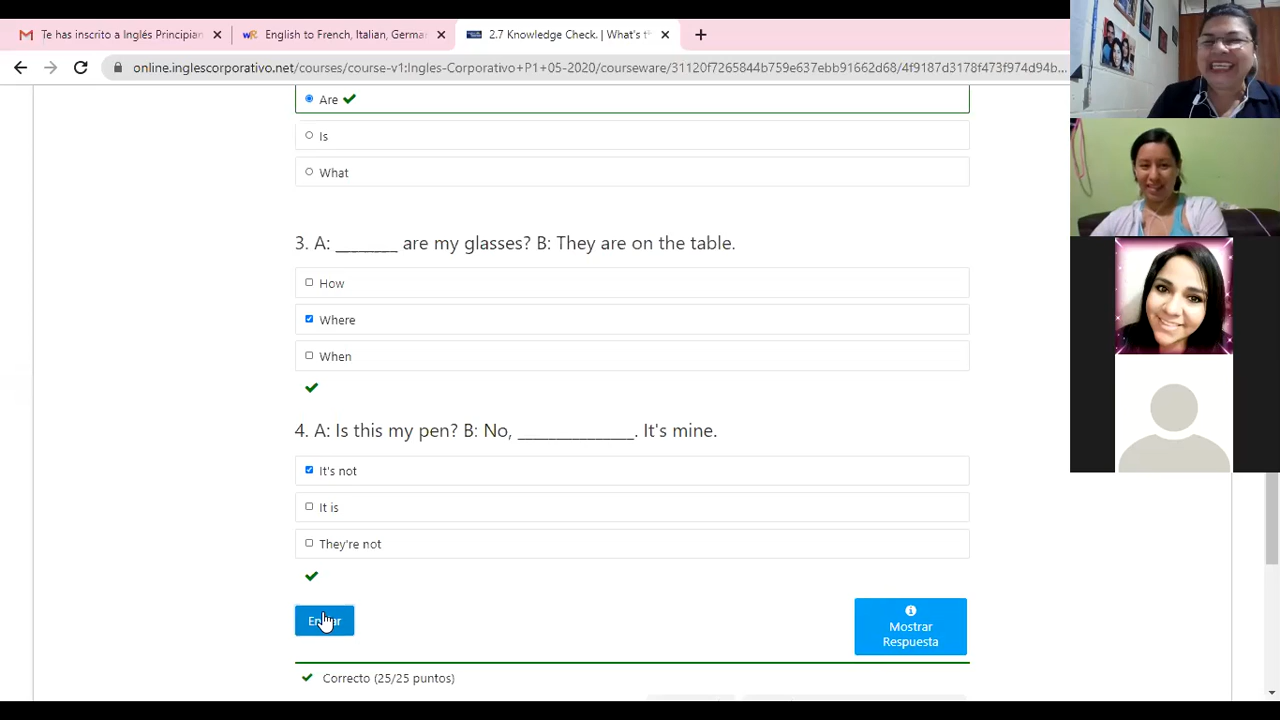 Te has inscrito a Inglés Principian
English to French, Italian, Germa
2.7 Knowledge Check. | What's t
online.inglescorporativo.net/courses/course-v1:Ingles-Corporativo+P1+05-2020/courseware/31120f7265844b759e637ebb91662d68/4f9187d3178f473f974d94b...
Are
Is
What
3. A: ________ are my glasses? B: They are on the table.
How
Where
When
4. A: Is this my pen? B: No, _______________. It's mine.
It's not
It is
They're not
Mostrar
Respuesta
Correcto (25/25 puntos)